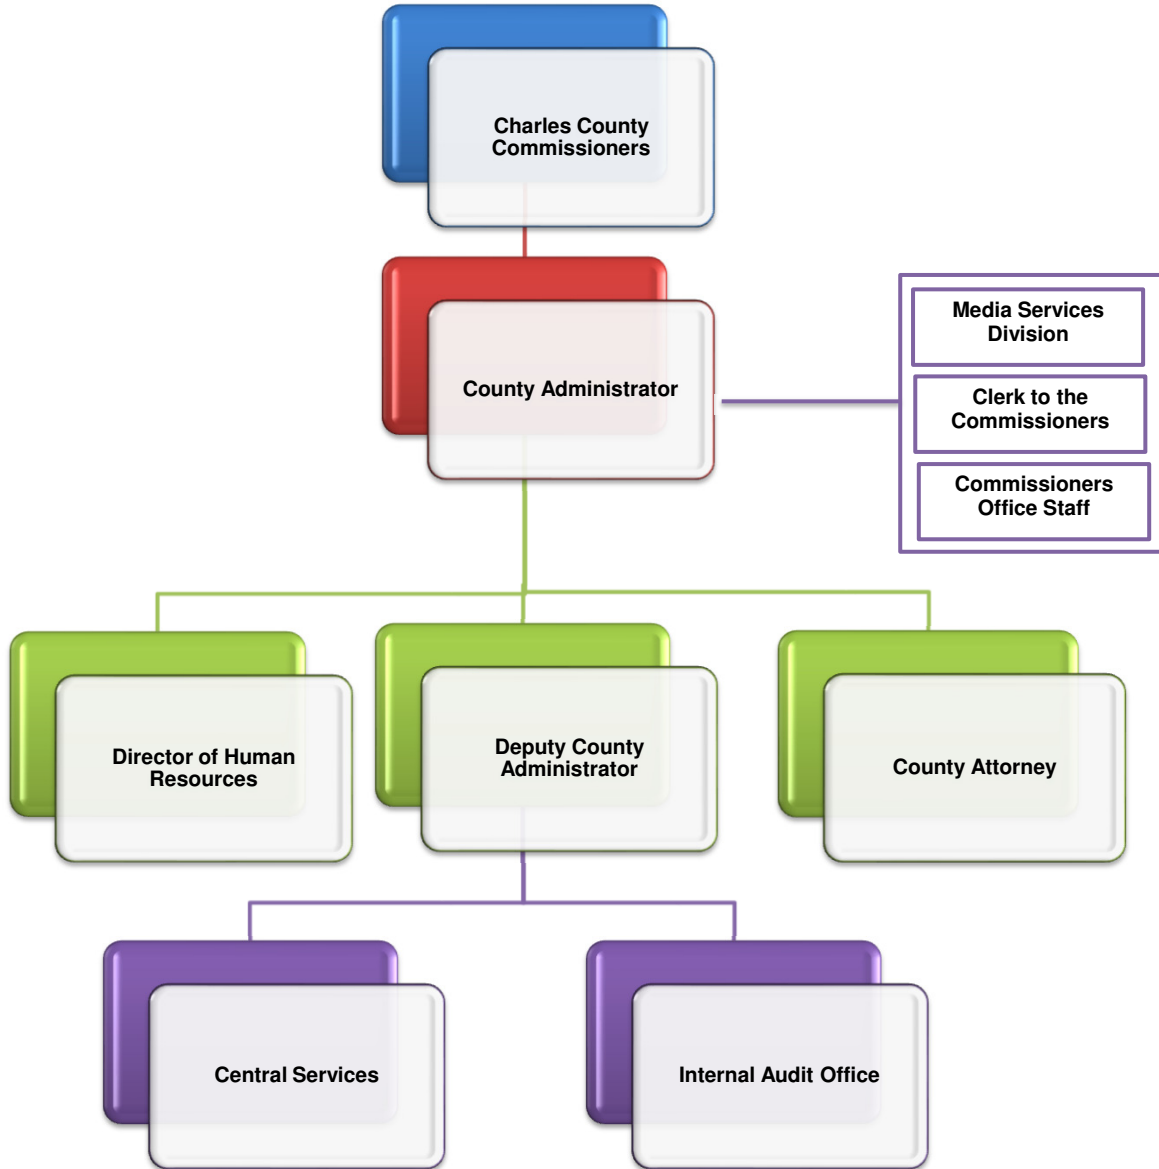 Charles County
Commissioners
County Administrator
Media Services
Division
Clerk to the
Commissioners
Commissioners
Office Staff
Director of Human
Resources
Deputy County
Administrator
County Attorney
Central Services
Internal Audit Office